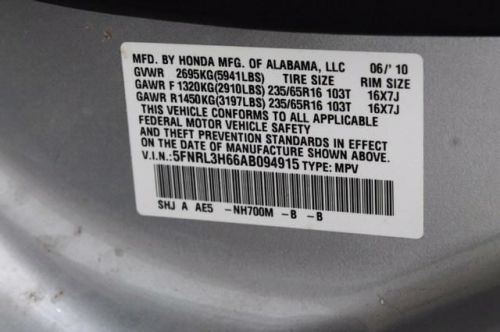 MFD. BY HONDA MFG. OF ALABAMA, LLC 06/' 10
GVWR 2695KG(5941LBS) TIRE SIZE RIM SIZE
GAWR F 1320KG(2910LBS) 235/65R16 103T 16X7J
GAWR R1450KG(3197LBS) 235/65R16 103T 16X7J
THIS VEHICLE CONFORMS TO ALL APPLICABLE
FEDERAL MOTOR VEHICLE SAFETY
AND THEFT PREVENTION STANDARDS IN EFFECT
ON THE DATE OF MANUFACTURE SHOWN ABOVE.
V.I.N.: 5FNRL3H66AB094915 TYPE: MPV
SHJ A AE5 -NH700M -B -B